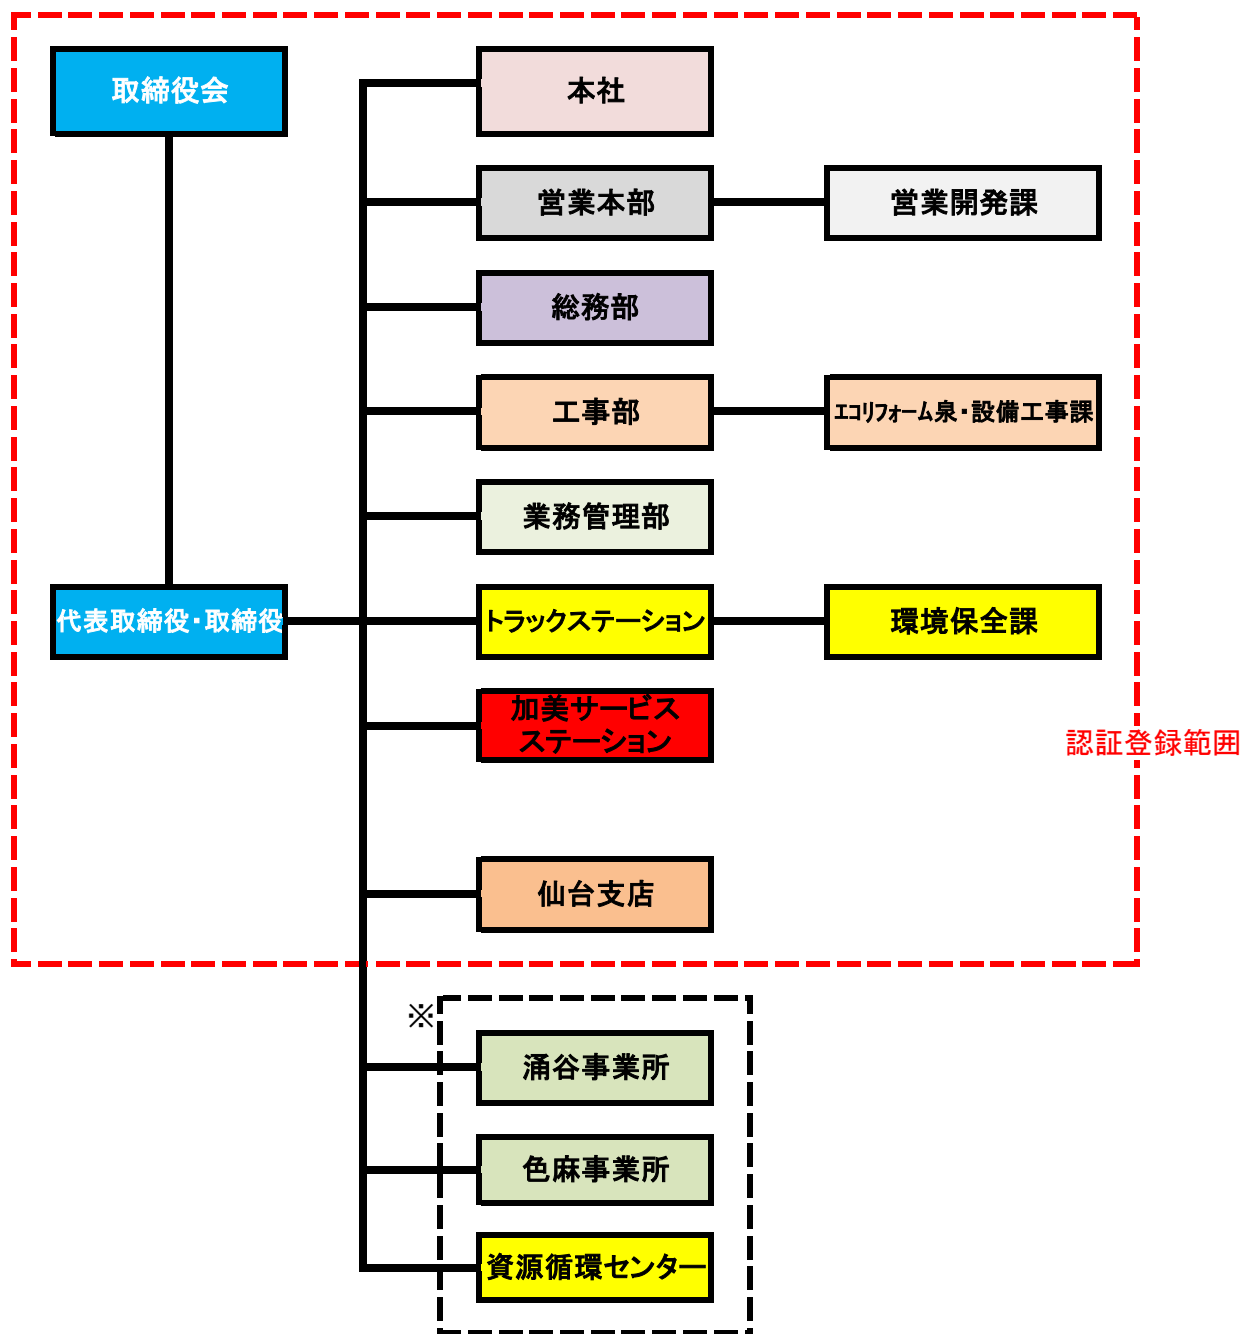 取締役会
本社
営業本部
営業開発課
総務部
工事部
エコリフォーム泉・設備工事課
業務管理部
代表取締役・取締役
トラックステーション
環境保全課
加美サービス
ステーション
認証登録範囲
仙台支店
※
涌谷事業所
色麻事業所
資源循環センター